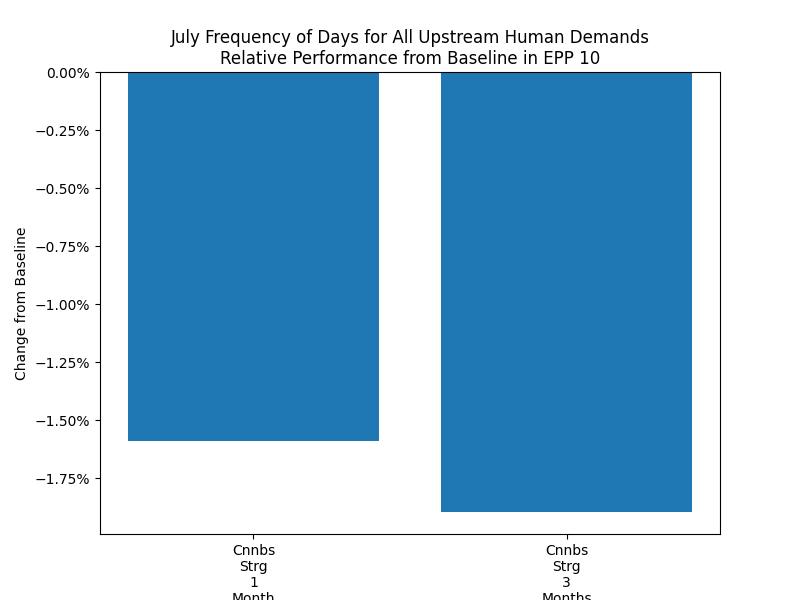 July Frequency of Days for All Upstream Human Demands
Relative Performance from Baseline in EPP 10
0.00%
−0.25%
−0.50%
−0.75%
−1.00%
−1.25%
−1.50%
−1.75%
Change from Baseline
Cnnbs
Strg
1
Month
Cnnbs
Strg
3
Months